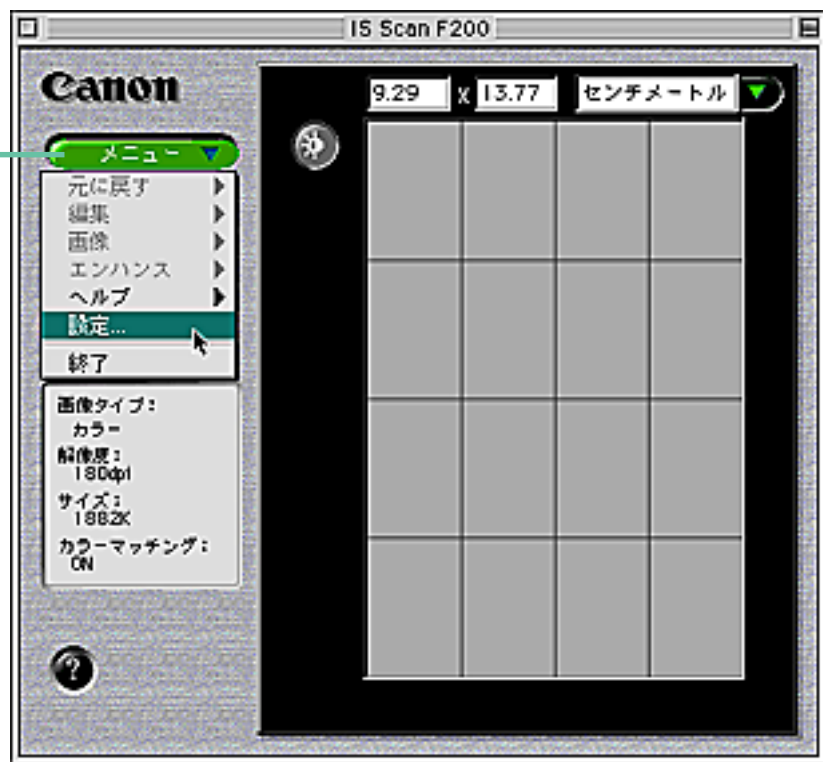 IS Scan F200
Canon
9.29 x 13.77 センチメートル
メニュー
元に戻す
編集
画像
エンハンス
ヘルプ
設定...
終了
画像タイプ:
カラー
解像度:
180dpi
サイズ:
1882K
カラーマッチング:
ON
?